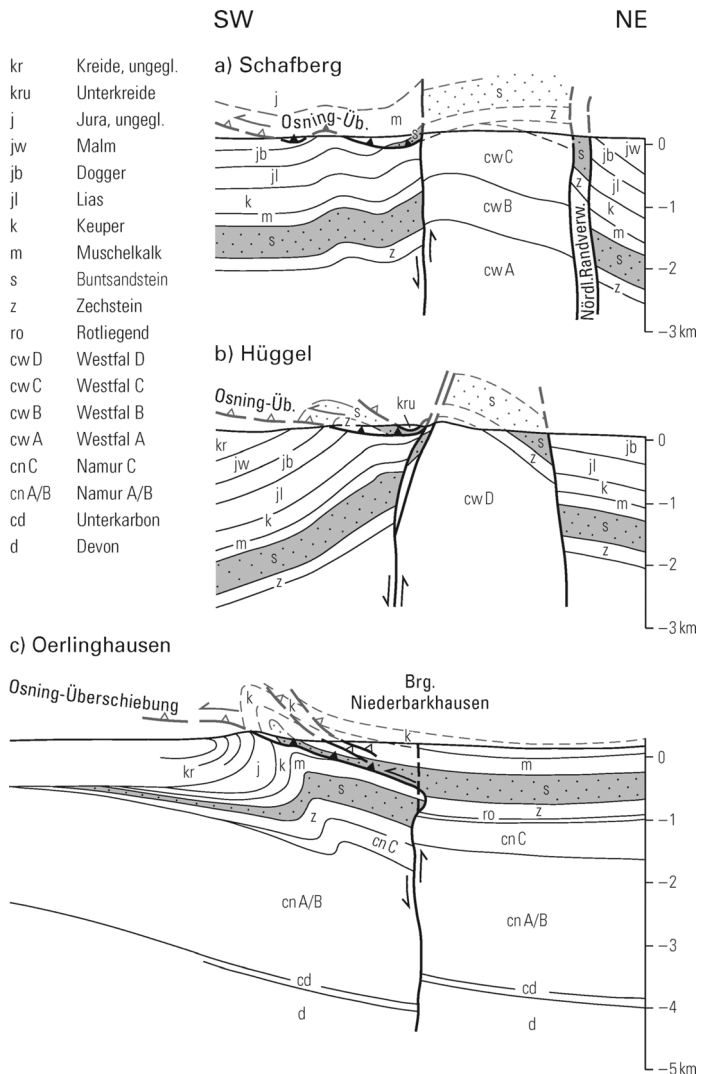 SW
NE
kr Kreide, ungegl.
kru Unterkreide
j Jura, ungegl.
jw Malm
jb Dogger
jl Lias
k Keuper
m Muschelkalk
s Buntsandstein
z Zechstein
ro Rotliegend
cw D Westfal D
cw C Westfal C
cw B Westfal B
cw A Westfal A
cn C Namur C
cn A/B Namur A/B
cd Unterkarbon
d Devon
a) Schafberg
j
Osning-Üb.
m
s
z
s
jb
jl
k
m
s
z
cw C
cw B
cw A
Nördl. Randverw.
s
z
jb
jw
jl
k
m
s
z
0
–1
–2
–3 km
b) Hüggel
Osning-Üb.
s
z
kru
s
kr
jw
jb
jl
k
m
s
z
cw D
s
z
jb
jl
k
m
s
z
0
–1
–2
–3 km
c) Oerlinghausen
Osning-Überschiebung
Brg.
Niederbarkhausen
k
k
k
kr
j
k
m
s
z
cn C
cn A/B
cd
d
m
s
z
ro
cn C
cn A/B
cd
d
0
–1
–2
–3
–4
–5 km